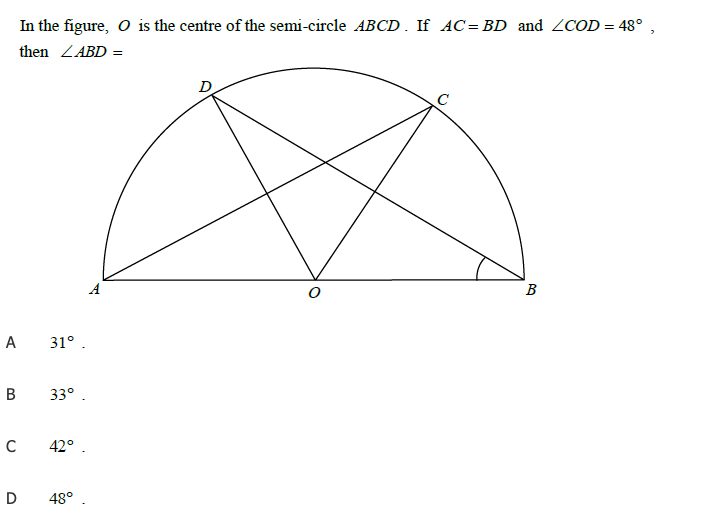 In the figure, O is the centre of the semi-circle ABCD . If AC = BD and ∠COD = 48° ,
then ∠ABD =
D
C
A
O
B
A 31° .
B 33° .
C 42° .
D 48° .